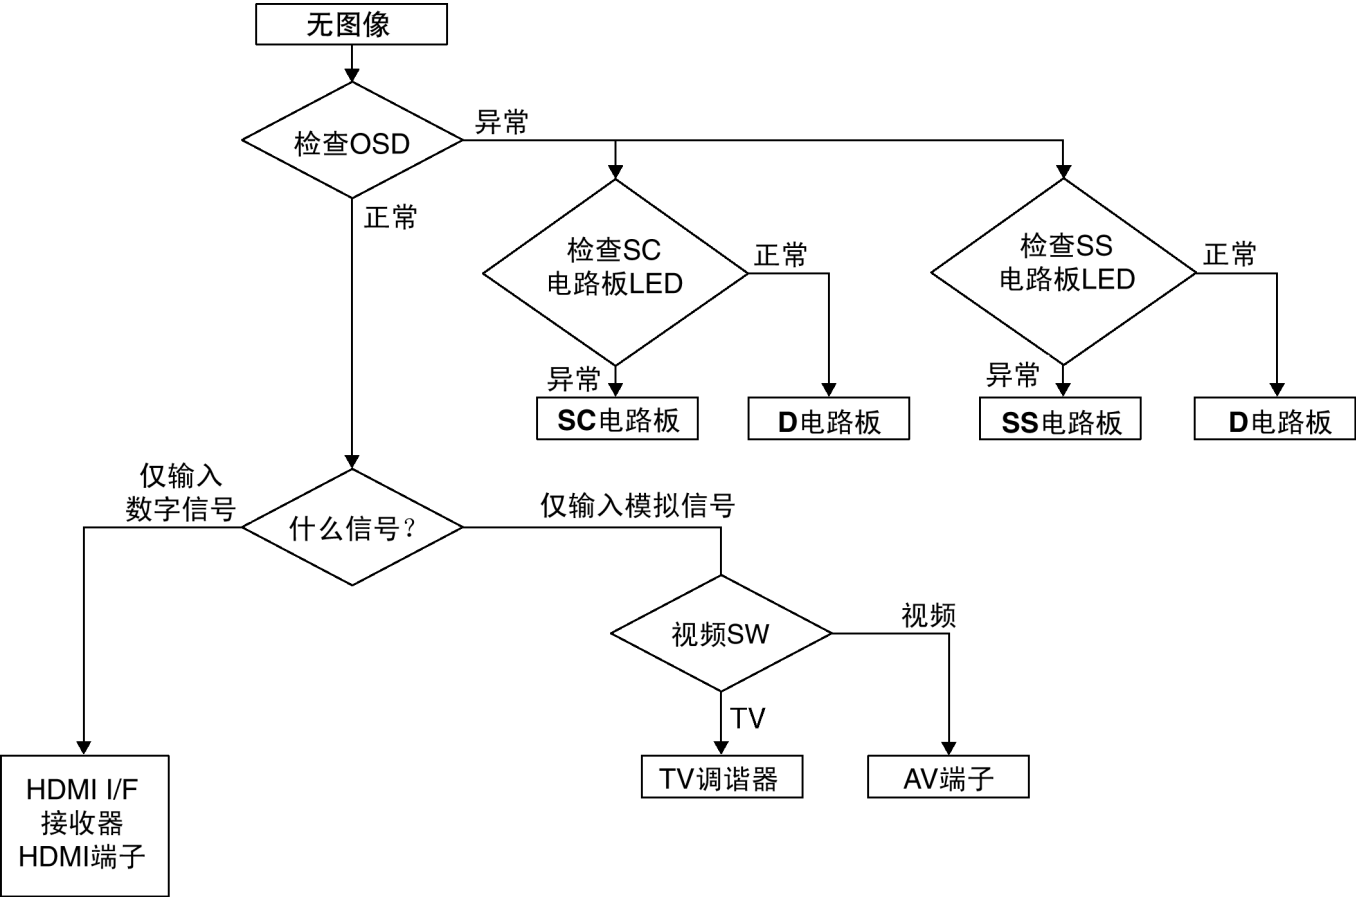 无图像
检查OSD
异常
正常
检查SC
电路板LED
正常
检查SS
电路板LED
正常
异常
SC电路板
D电路板
异常
SS电路板
D电路板
仅输入
数字信号
什么信号？
仅输入模拟信号
视频SW
视频
TV
HDMI I/F
接收器
HDMI端子
TV调谐器
AV端子